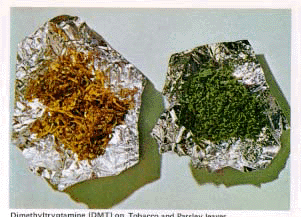 Dimethyltryptamine (DMT) on Tobacco and Parsley leaves